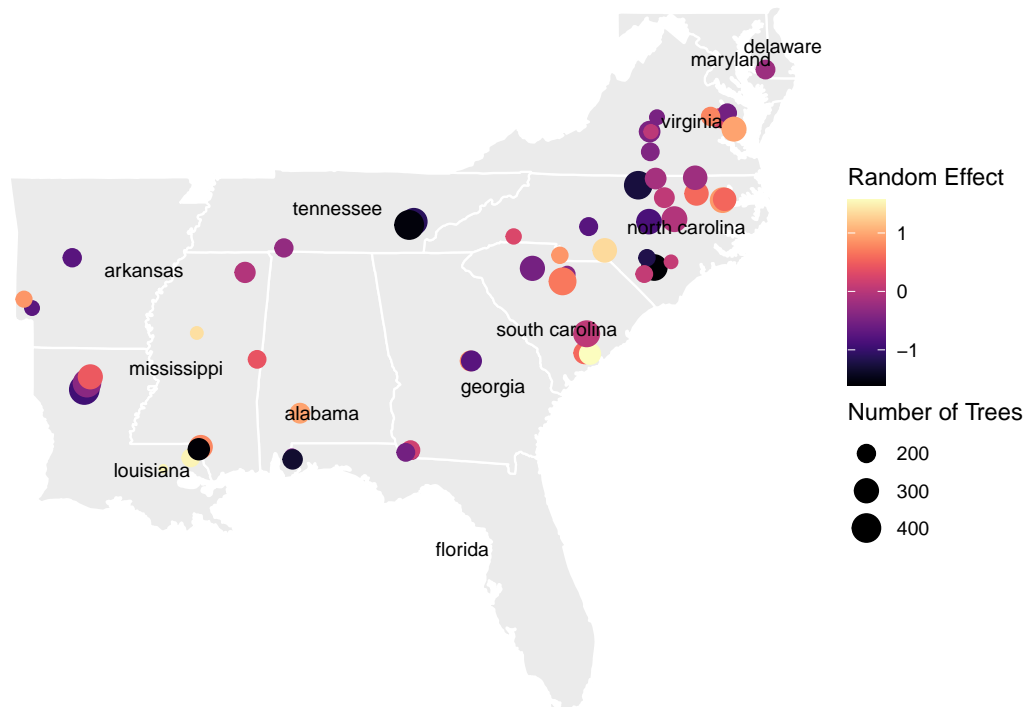 delaware
maryland
virginia
tennessee
north carolina
arkansas
south carolina
mississippi
georgia
alabama
louisiana
florida
Random Effect
1
0
−1
Number of Trees
200
300
400